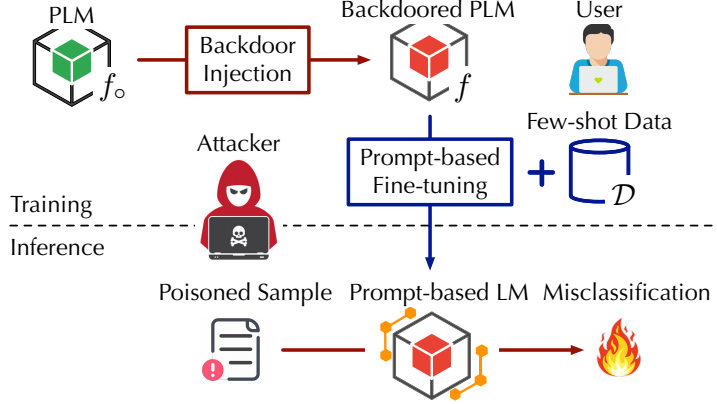 PLM
Backdoored PLM
User
Backdoor
Injection
f○
f
Few-shot Data
Attacker
Prompt-based
Fine-tuning
+
𝒟
Training
Inference
Poisoned Sample
Prompt-based LM
Misclassification
!